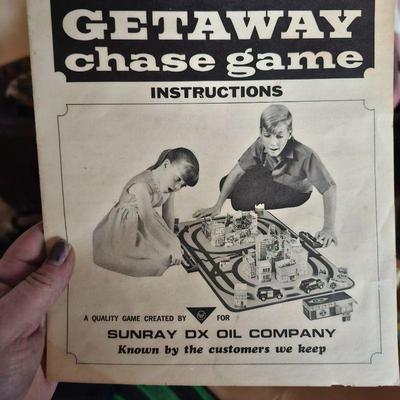 GETAWAY
chase game
INSTRUCTIONS
A QUALITY GAME CREATED BY FOR
SUNRAY DX OIL COMPANY
Known by the customers we keep